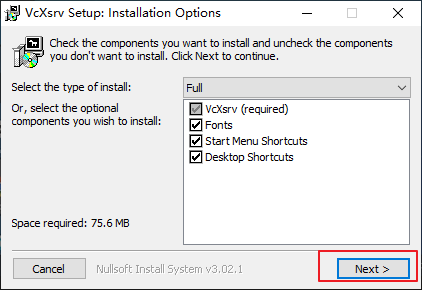 VcXsrv Setup: Installation Options
Check the components you want to install and uncheck the components
you don't want to install. Click Next to continue.
Select the type of install:
Full
Or, select the optional
components you wish to install:
VcXsrv (required)
Fonts
Start Menu Shortcuts
Desktop Shortcuts
Space required: 75.6 MB
Cancel
Nullsoft Install System v3.02.1
Next >